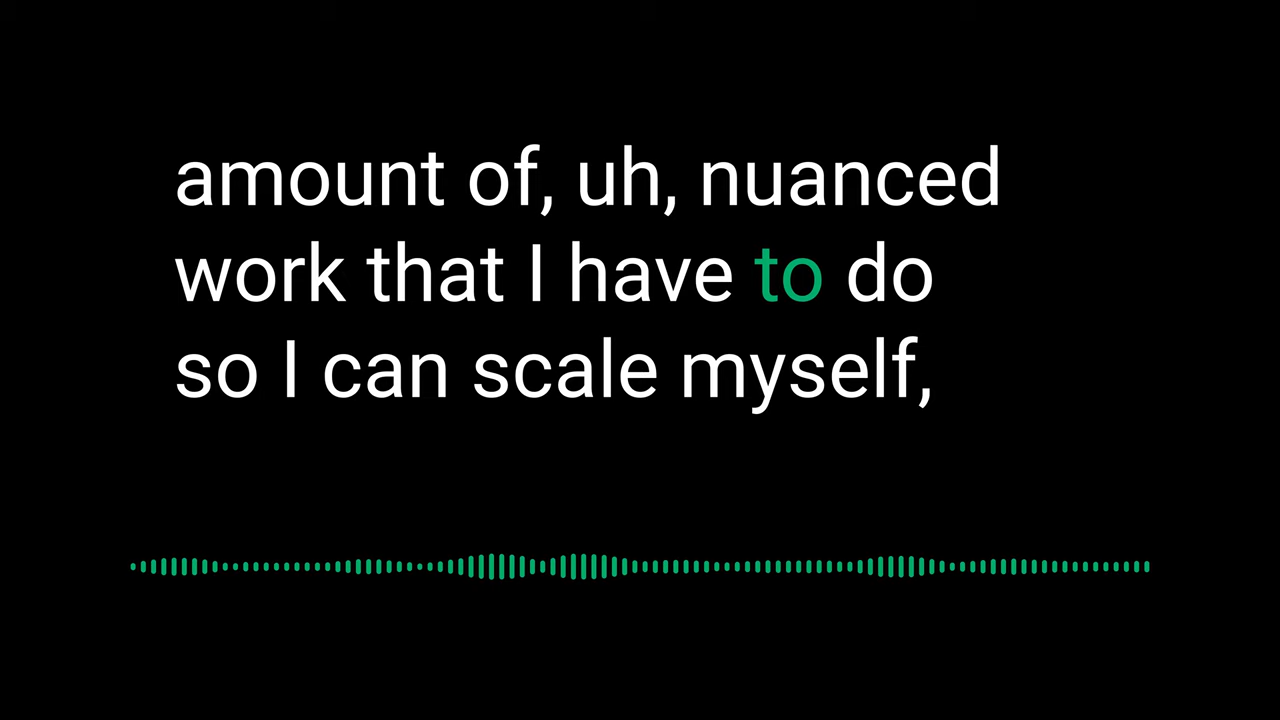 amount of, uh, nuanced
work that I have to do
so I can scale myself,